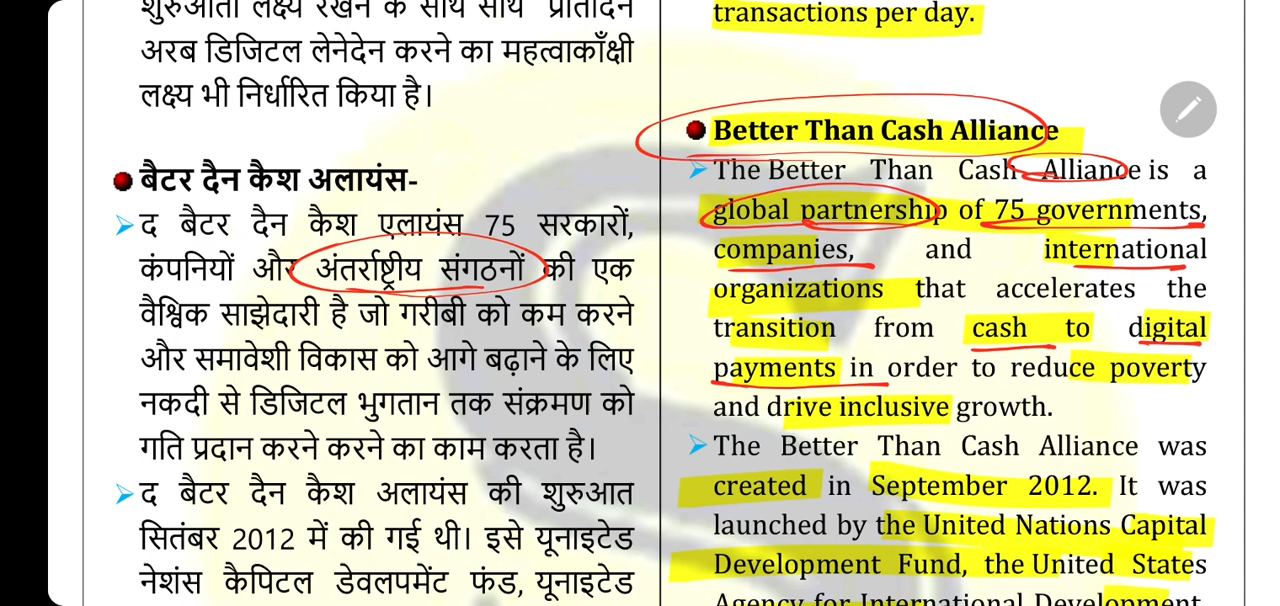 शुरुआती लक्ष्य रखने के साथ साथ प्रतिदिन
अरब डिजिटल लेनेदेन करने का महत्वाकाँक्षी
लक्ष्य भी निर्धारित किया है।
बैटर दैन कैश अलायंस-
द बैटर दैन कैश एलायंस 75 सरकारों,
कंपनियों और अंतर्राष्ट्रीय संगठनों की एक
वैश्विक साझेदारी है जो गरीबी को कम करने
और समावेशी विकास को आगे बढ़ाने के लिए
नकदी से डिजिटल भुगतान तक संक्रमण को
गति प्रदान करने करने का काम करता है।
द बैटर दैन कैश अलायंस की शुरुआत
सितंबर 2012 में की गई थी। इसे यूनाइटेड
नेशंस कैपिटल डेवलपमेंट फंड, यूनाइटेड
transactions per day.
Better Than Cash Alliance
The Better Than Cash Alliance is a
global partnership of 75 governments,
companies, and international
organizations that accelerates the
transition from cash to digital
payments in order to reduce poverty
and drive inclusive growth.
The Better Than Cash Alliance was
created in September 2012. It was
launched by the United Nations Capital
Development Fund, the United States
Agency for International Development,